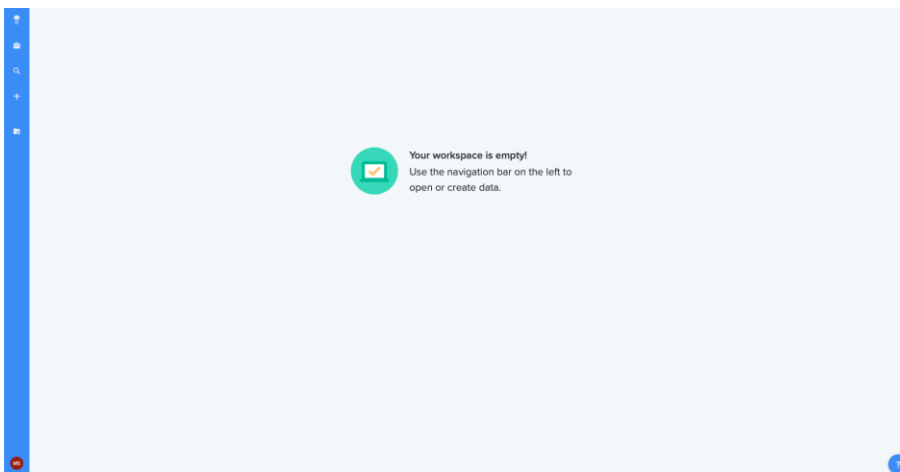 Your workspace is empty!
Use the navigation bar on the left to
open or create data.
?